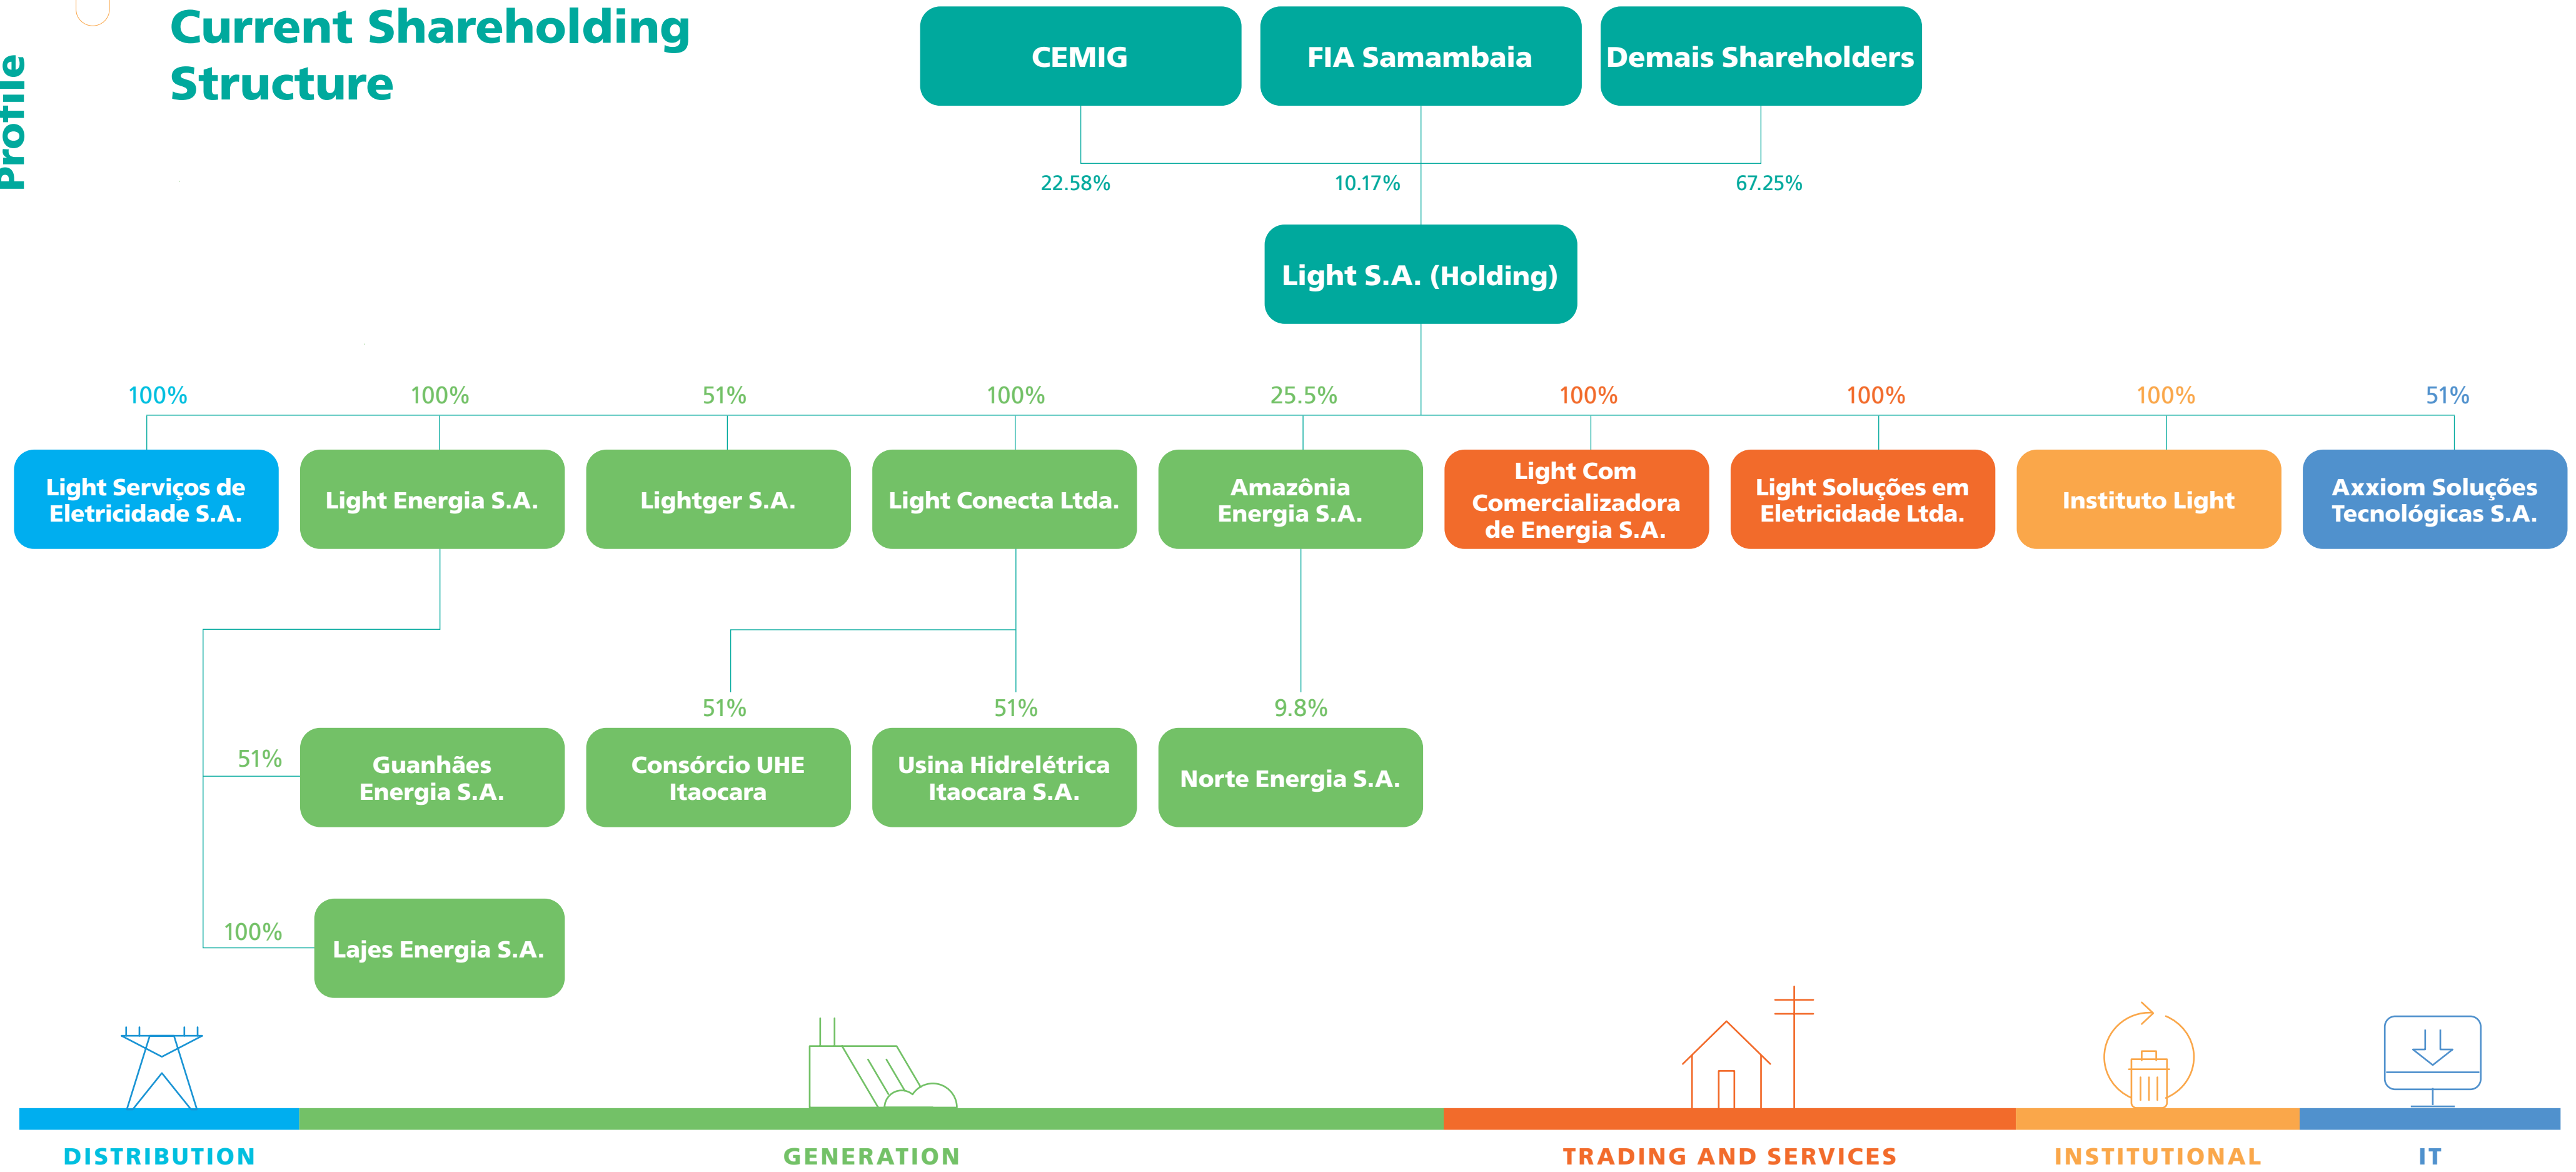 Profile
Current Shareholding
Structure
CEMIG
FIA Samambaia
Demais Shareholders
22.58%
10.17%
67.25%
Light S.A. (Holding)
100%
100%
51%
100%
25.5%
100%
100%
100%
51%
Light Serviços de
Eletricidade S.A.
Light Energia S.A.
Lightger S.A.
Light Conecta Ltda.
Amazônia
Energia S.A.
Light Com
Comercializadora
de Energia S.A.
Light Soluções em
Eletricidade Ltda.
Instituto Light
Axxiom Soluções
Tecnológicas S.A.
51%
51%
9.8%
51%
Guanhães
Energia S.A.
Consórcio UHE
Itaocara
Usina Hidrelétrica
Itaocara S.A.
Norte Energia S.A.
100%
Lajes Energia S.A.
DISTRIBUTION
GENERATION
TRADING AND SERVICES
INSTITUTIONAL
IT